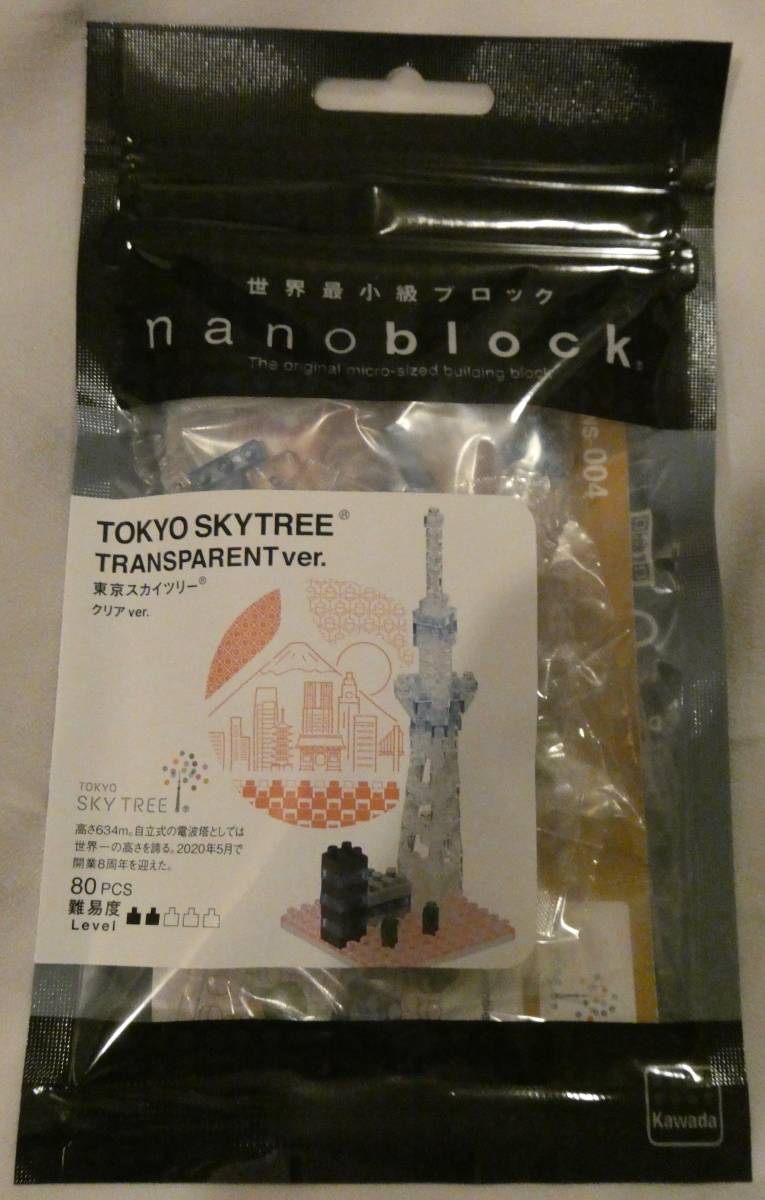 世界最小級ブロック
nanoblock®
The original micro-sized building block
004
TOKYO SKYTREE®
TRANSPARENT ver.
東京スカイツリー®
クリア ver.
TOKYO
SKY TREE®
高さ634m。自立式の電波塔としては
世界一の高さを誇る。2020年5月で
開業8周年を迎えた。
80 PCS
難易度
Level
Kawada